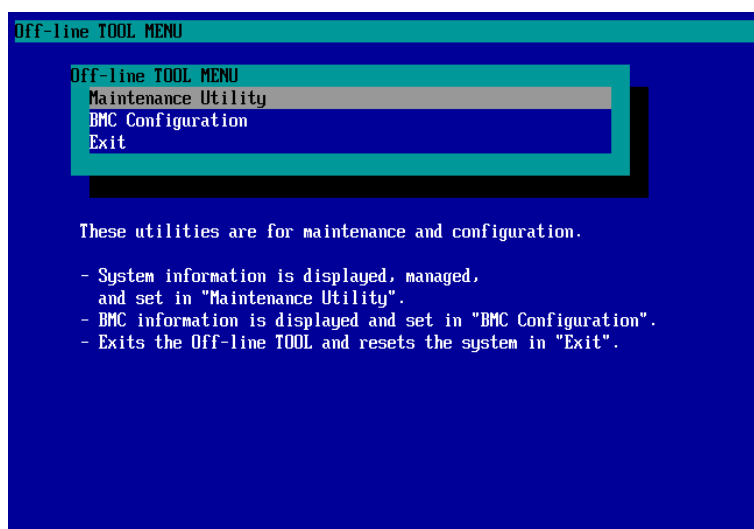 Off-line TOOL MENU
Off-line TOOL MENU
Maintenance Utility
BMC Configuration
Exit
These utilities are for maintenance and configuration.
- System information is displayed, managed,
and set in "Maintenance Utility".
- BMC information is displayed and set in "BMC Configuration".
- Exits the Off-line TOOL and resets the system in "Exit".